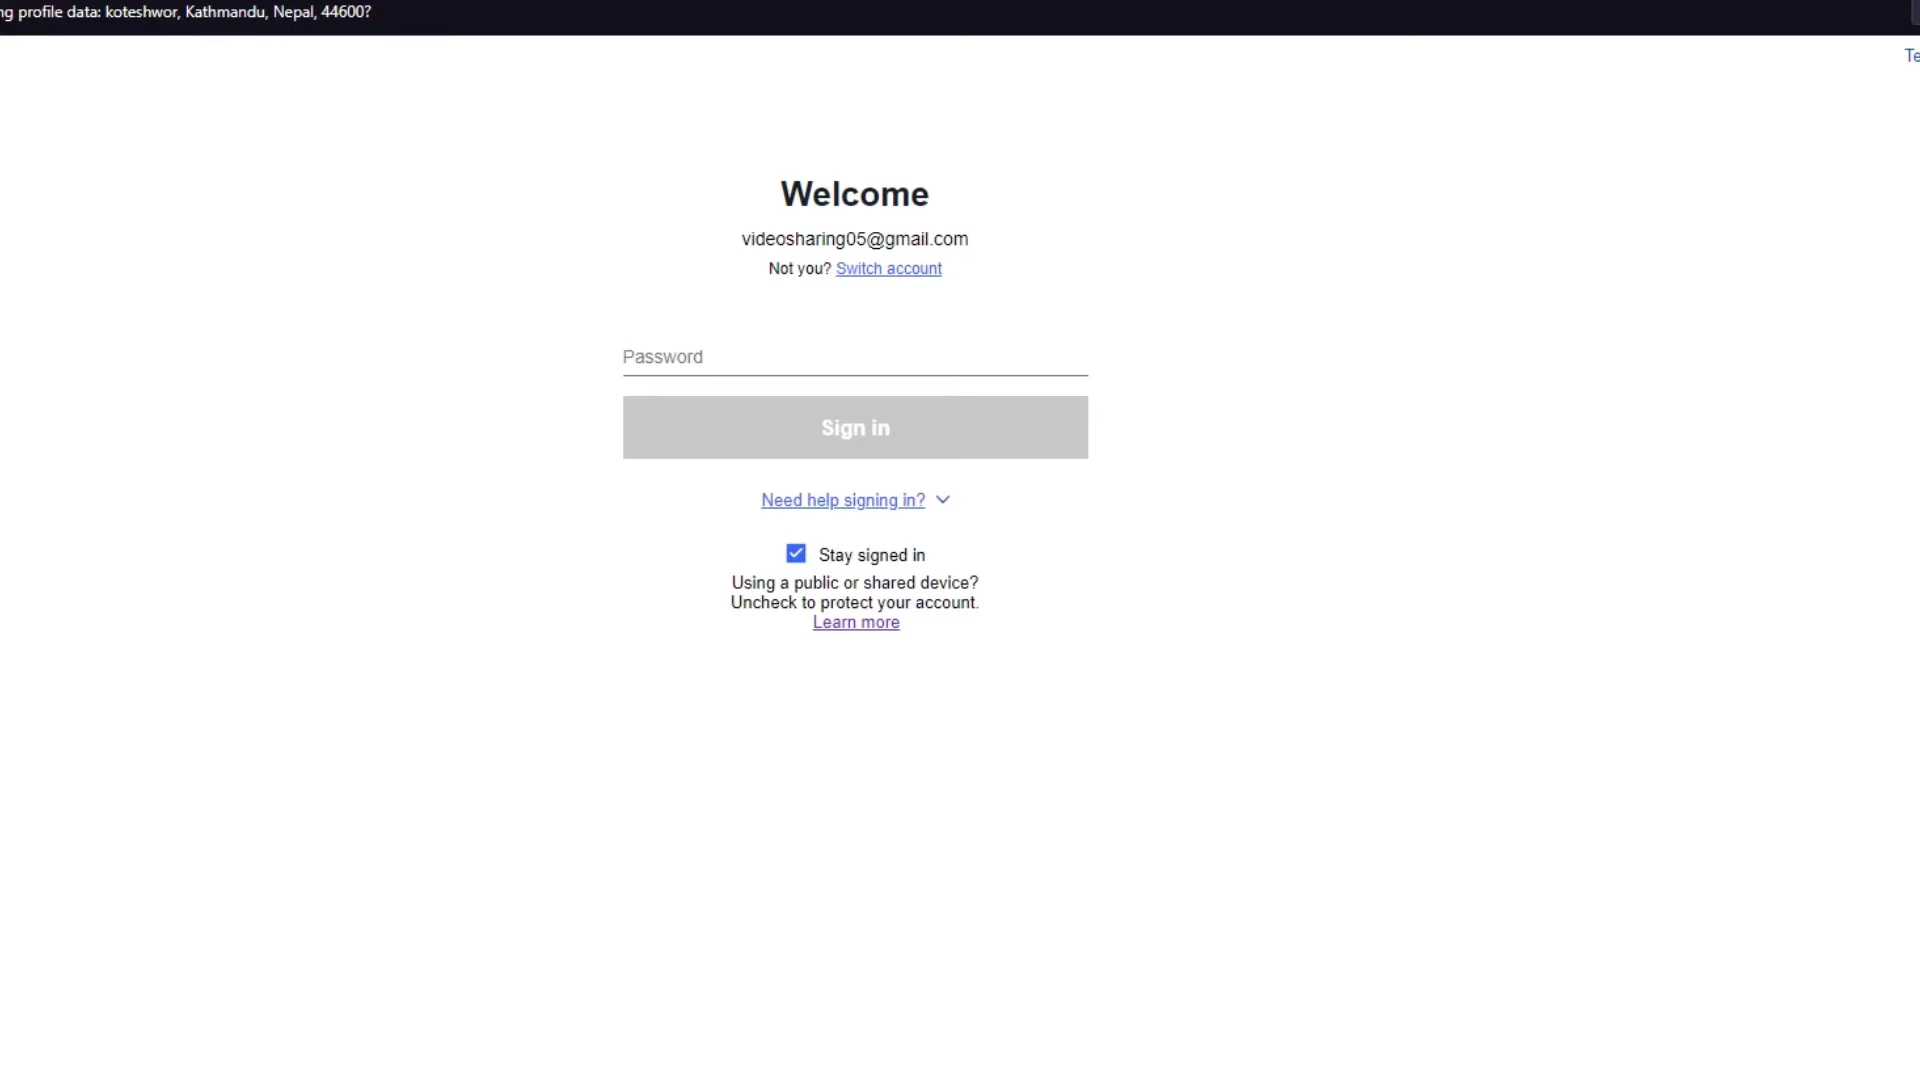 profile data: koteshwor, Kathmandu, Nepal, 44600?
Welcome
videosharing05@gmail.com
Not you? Switch account
Password
Sign in
Need help signing in?
Stay signed in
Using a public or shared device?
Uncheck to protect your account.
Learn more